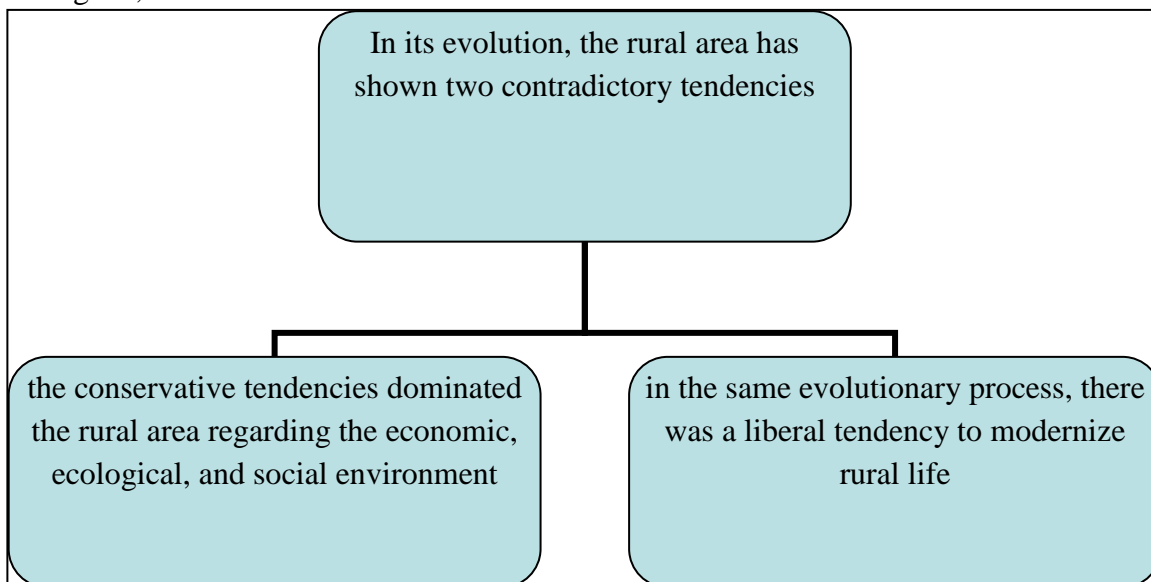 In its evolution, the rural area has
shown two contradictory tendencies
the conservative tendencies dominated
the rural area regarding the economic,
ecological, and social environment
in the same evolutionary process, there
was a liberal tendency to modernize
rural life